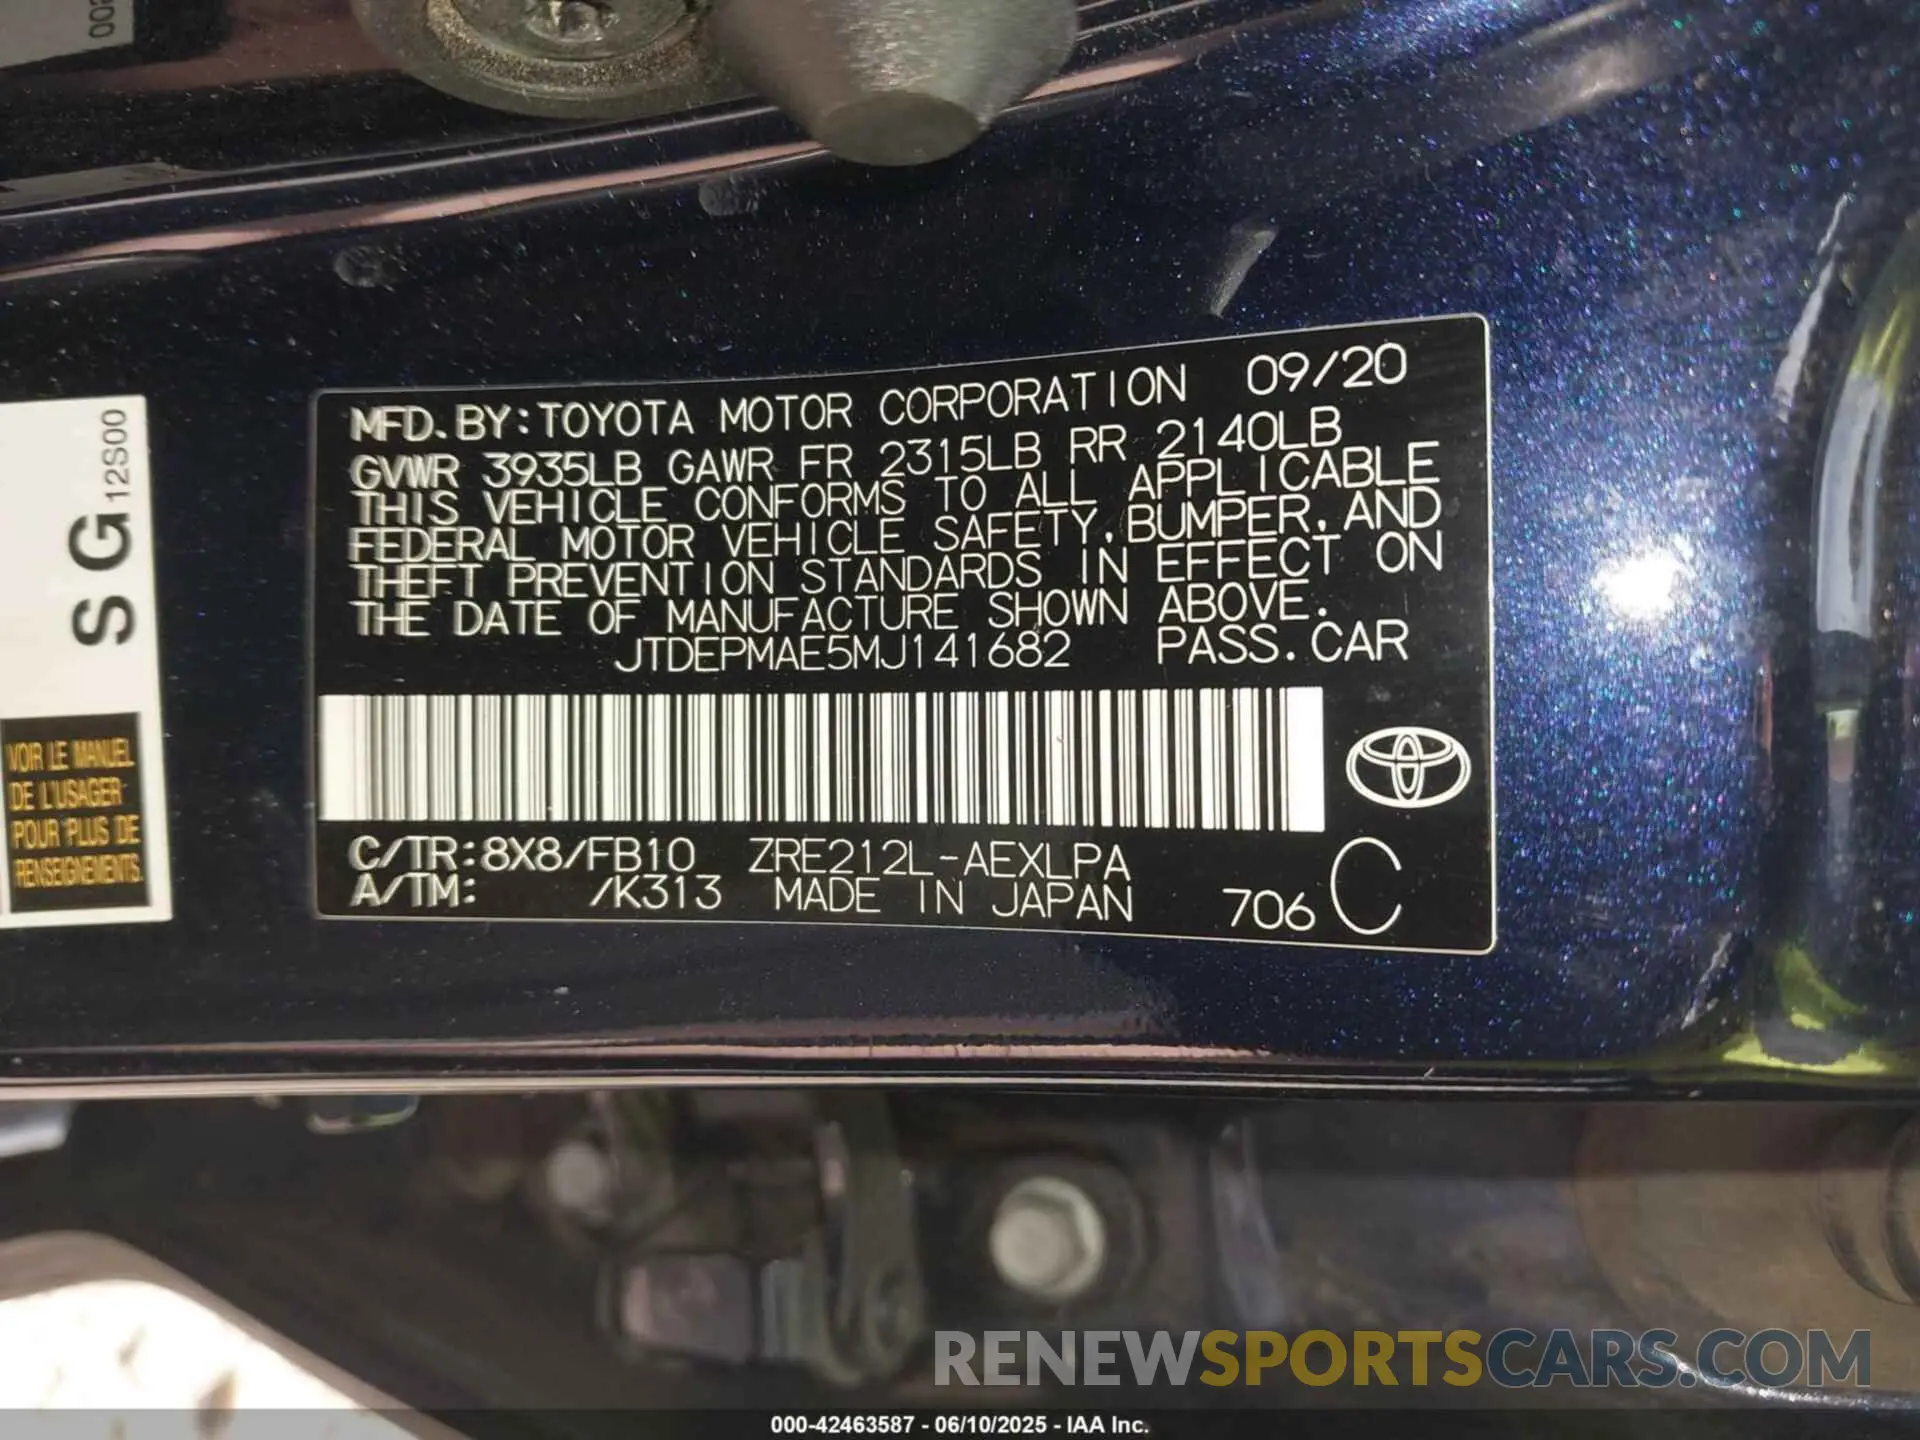 002
SG12S00
VOIR LE MANUEL
DE L'USAGER
POUR PLUS DE
RENSEIGNEMENTS.
MFD. BY: TOYOTA MOTOR CORPORATION 09/20
GVWR 3935LB GAWR FR 2315LB RR 2140LB
THIS VEHICLE CONFORMS TO ALL APPLICABLE
FEDERAL MOTOR VEHICLE SAFETY, BUMPER, AND
THEFT PREVENTION STANDARDS IN EFFECT ON
THE DATE OF MANUFACTURE SHOWN ABOVE.
JTDEPMAE5MJ141682 PASS. CAR
C/TR: 8X8/FB10 ZRE212L-AEXLPA
A/TM: /K313 MADE IN JAPAN 706 C
RENEWSPORTSCARS.COM
000-42463587 - 06/10/2025 - IAA Inc.